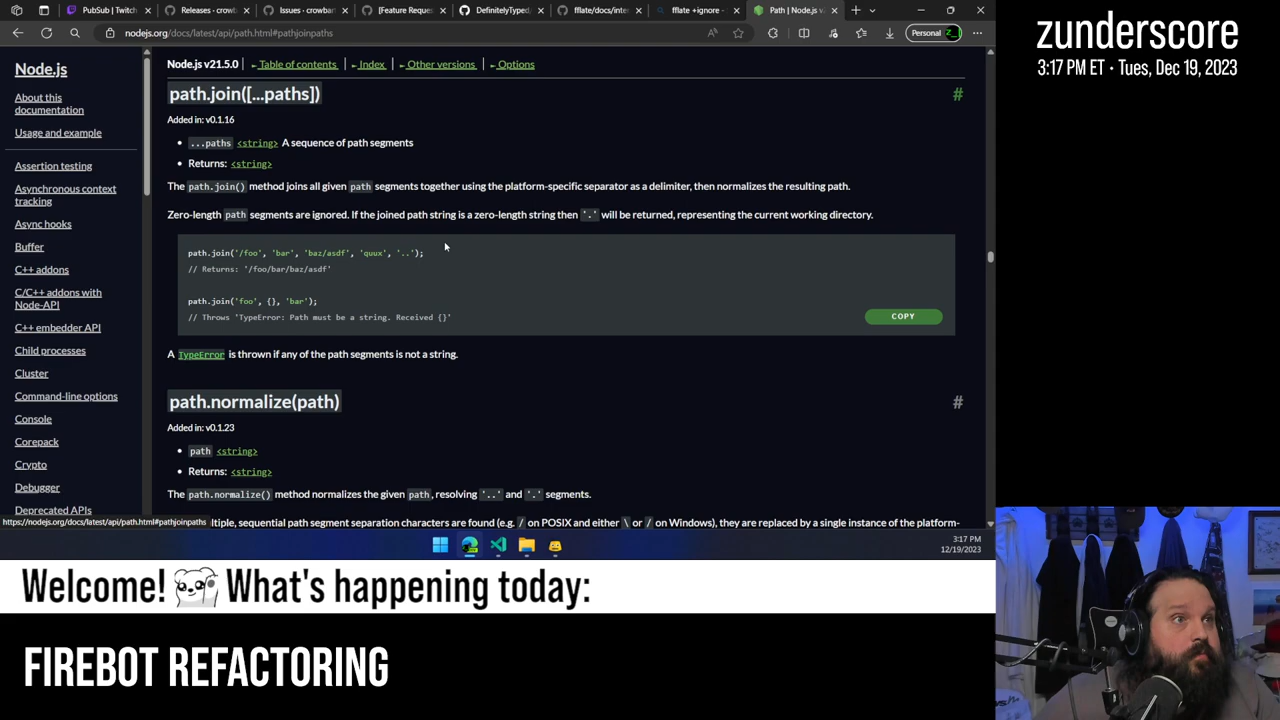 PubSub | Twitch
Releases · crowb
Issues · crowbar
[Feature Reque
DefinitelyTyped
fflate/docs/inte
fflate +ignore -
Path | Node.js v
zunderscore
3:17 PM ET • Tues, Dec 19, 2023
nodejs.org/docs/latest/api/path.html#pathjoinpaths
Personal
Node.js
About this
documentation
Usage and example
Assertion testing
Asynchronous context
tracking
Async hooks
Buffer
C++ addons
C/C++ addons with
Node-API
C++ embedder API
Child processes
Cluster
Command-line options
Console
Corepack
Crypto
Debugger
Deprecated APIs
Node.js v21.5.0 | ► Table of contents | ► Index | ► Other versions | ► Options
path.join([...paths])
#
Added in: v0.1.16
• ...paths <string> A sequence of path segments
• Returns: <string>
The path.join() method joins all given path segments together using the platform-specific separator as a delimiter, then normalizes the resulting path.
Zero-length path segments are ignored. If the joined path string is a zero-length string then '.' will be returned, representing the current working directory.
path.join('/foo', 'bar', 'baz/asdf', 'quux', '..');
// Returns: '/foo/bar/baz/asdf'
path.join('foo', {}, 'bar');
// Throws 'TypeError: Path must be a string. Received {}'
COPY
A TypeError is thrown if any of the path segments is not a string.
path.normalize(path)
#
Added in: v0.1.23
• path <string>
• Returns: <string>
The path.normalize() method normalizes the given path, resolving '..' and '.' segments.
https://nodejs.org/docs/latest/api/path.html#pathjoinpaths
ultiple, sequential path segment separation characters are found (e.g. / on POSIX and either \ or / on Windows), they are replaced by a single instance of the platform-
3:17 PM
12/19/2023
Welcome! What's happening today:
FIREBOT REFACTORING